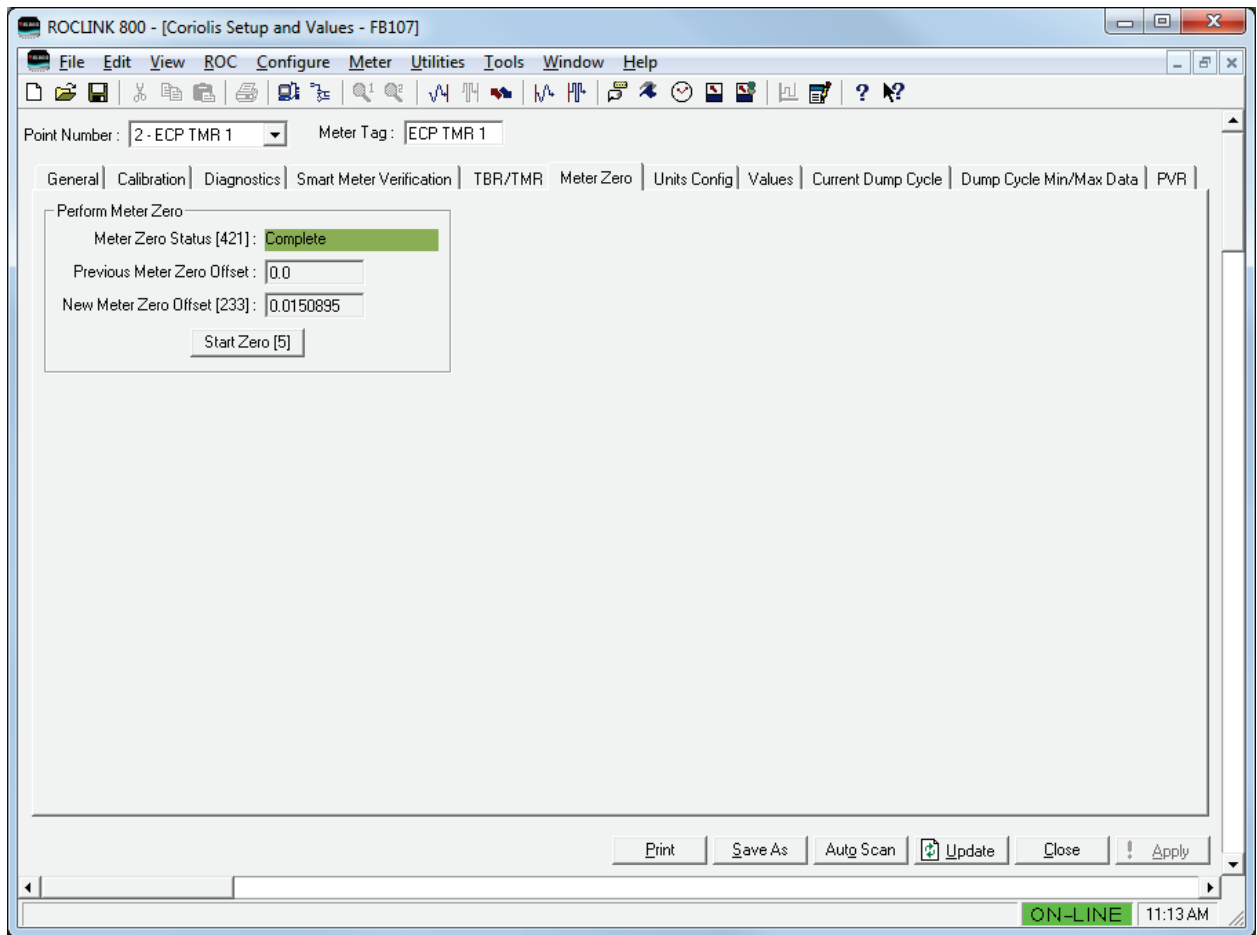 ROCLINK 800 - [Coriolis Setup and Values - FB107]
File Edit View ROC Configure Meter Utilities Tools Window Help
Point Number : 2 - ECP TMR 1 Meter Tag : ECP TMR 1
General Calibration Diagnostics Smart Meter Verification TBR/TMR Meter Zero Units Config Values Current Dump Cycle Dump Cycle Min/Max Data PVR
Perform Meter Zero
Meter Zero Status [421] : Complete
Previous Meter Zero Offset : 0.0
New Meter Zero Offset [233] : 0.0150895
Start Zero [5]
Print Save As Auto Scan Update Close ! Apply
ON-LINE 11:13 AM